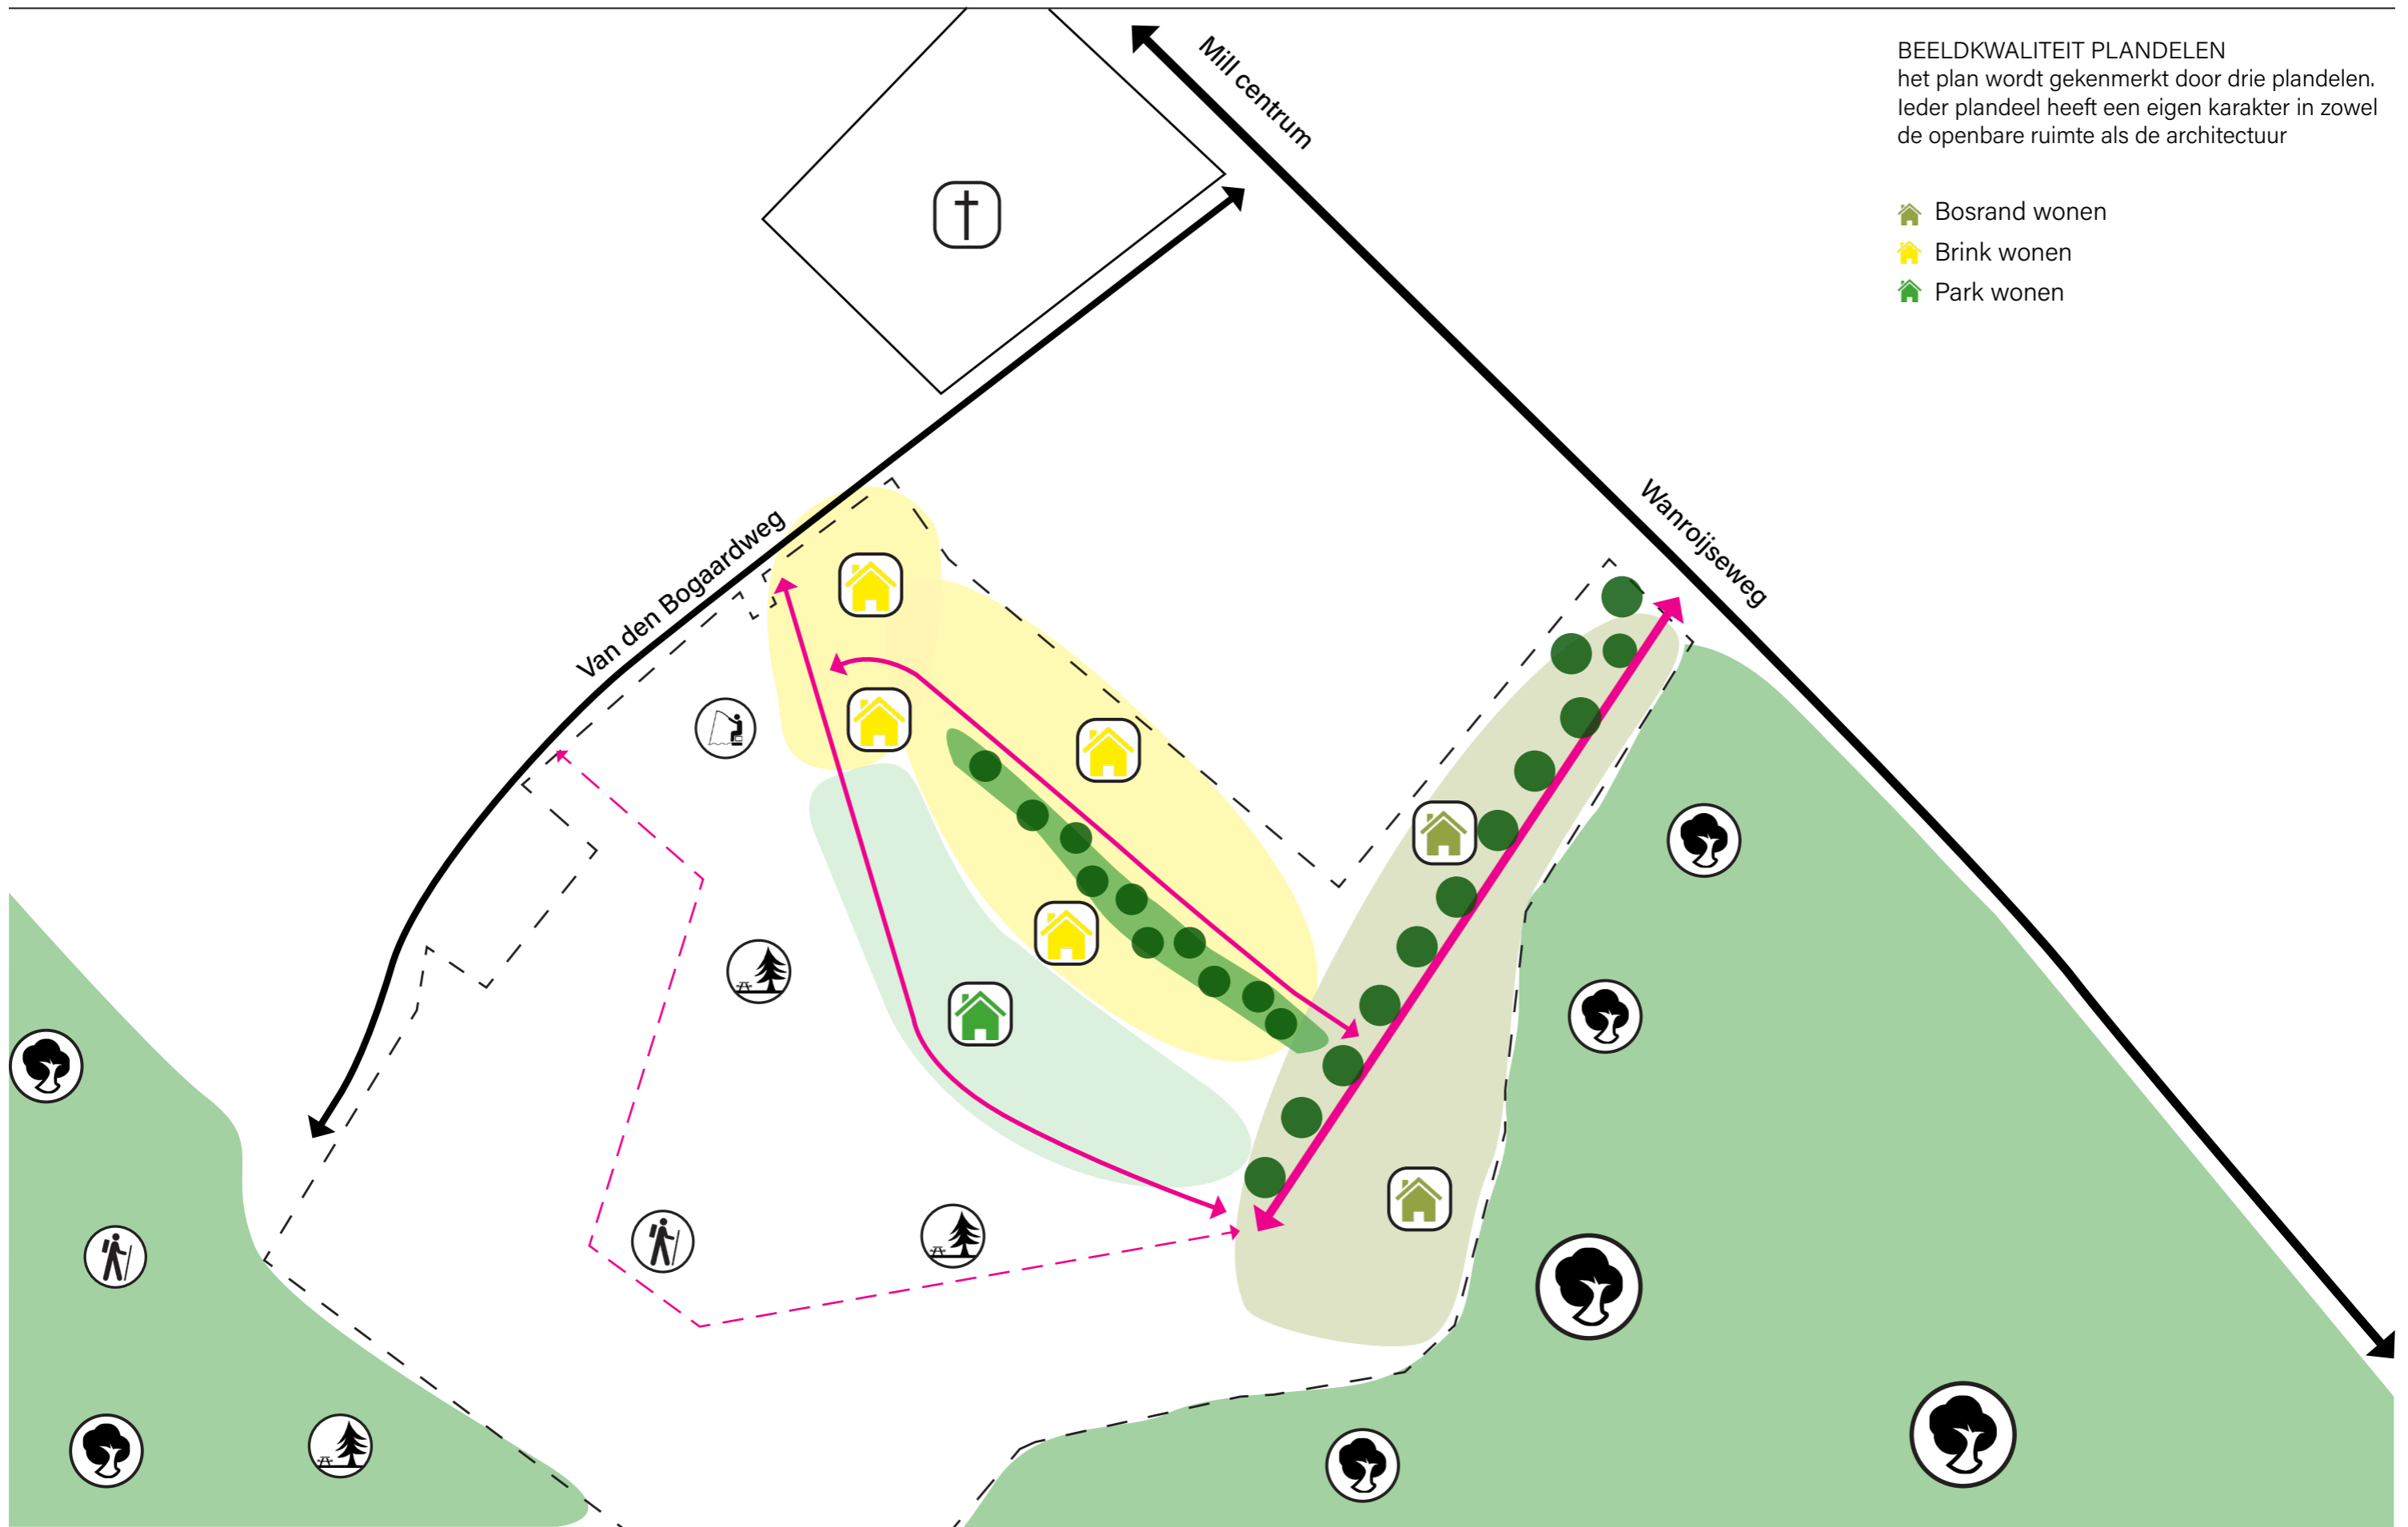 BEELDKWALITEIT PLANDELEN
het plan wordt gekenmerkt door drie plandelen.
Ieder plandeel heeft een eigen karakter in zowel
de openbare ruimte als de architectuur
Bosrand wonen
Brink wonen
Park wonen
Mill centrum
Wanroijseweg
Van den Bogaardweg